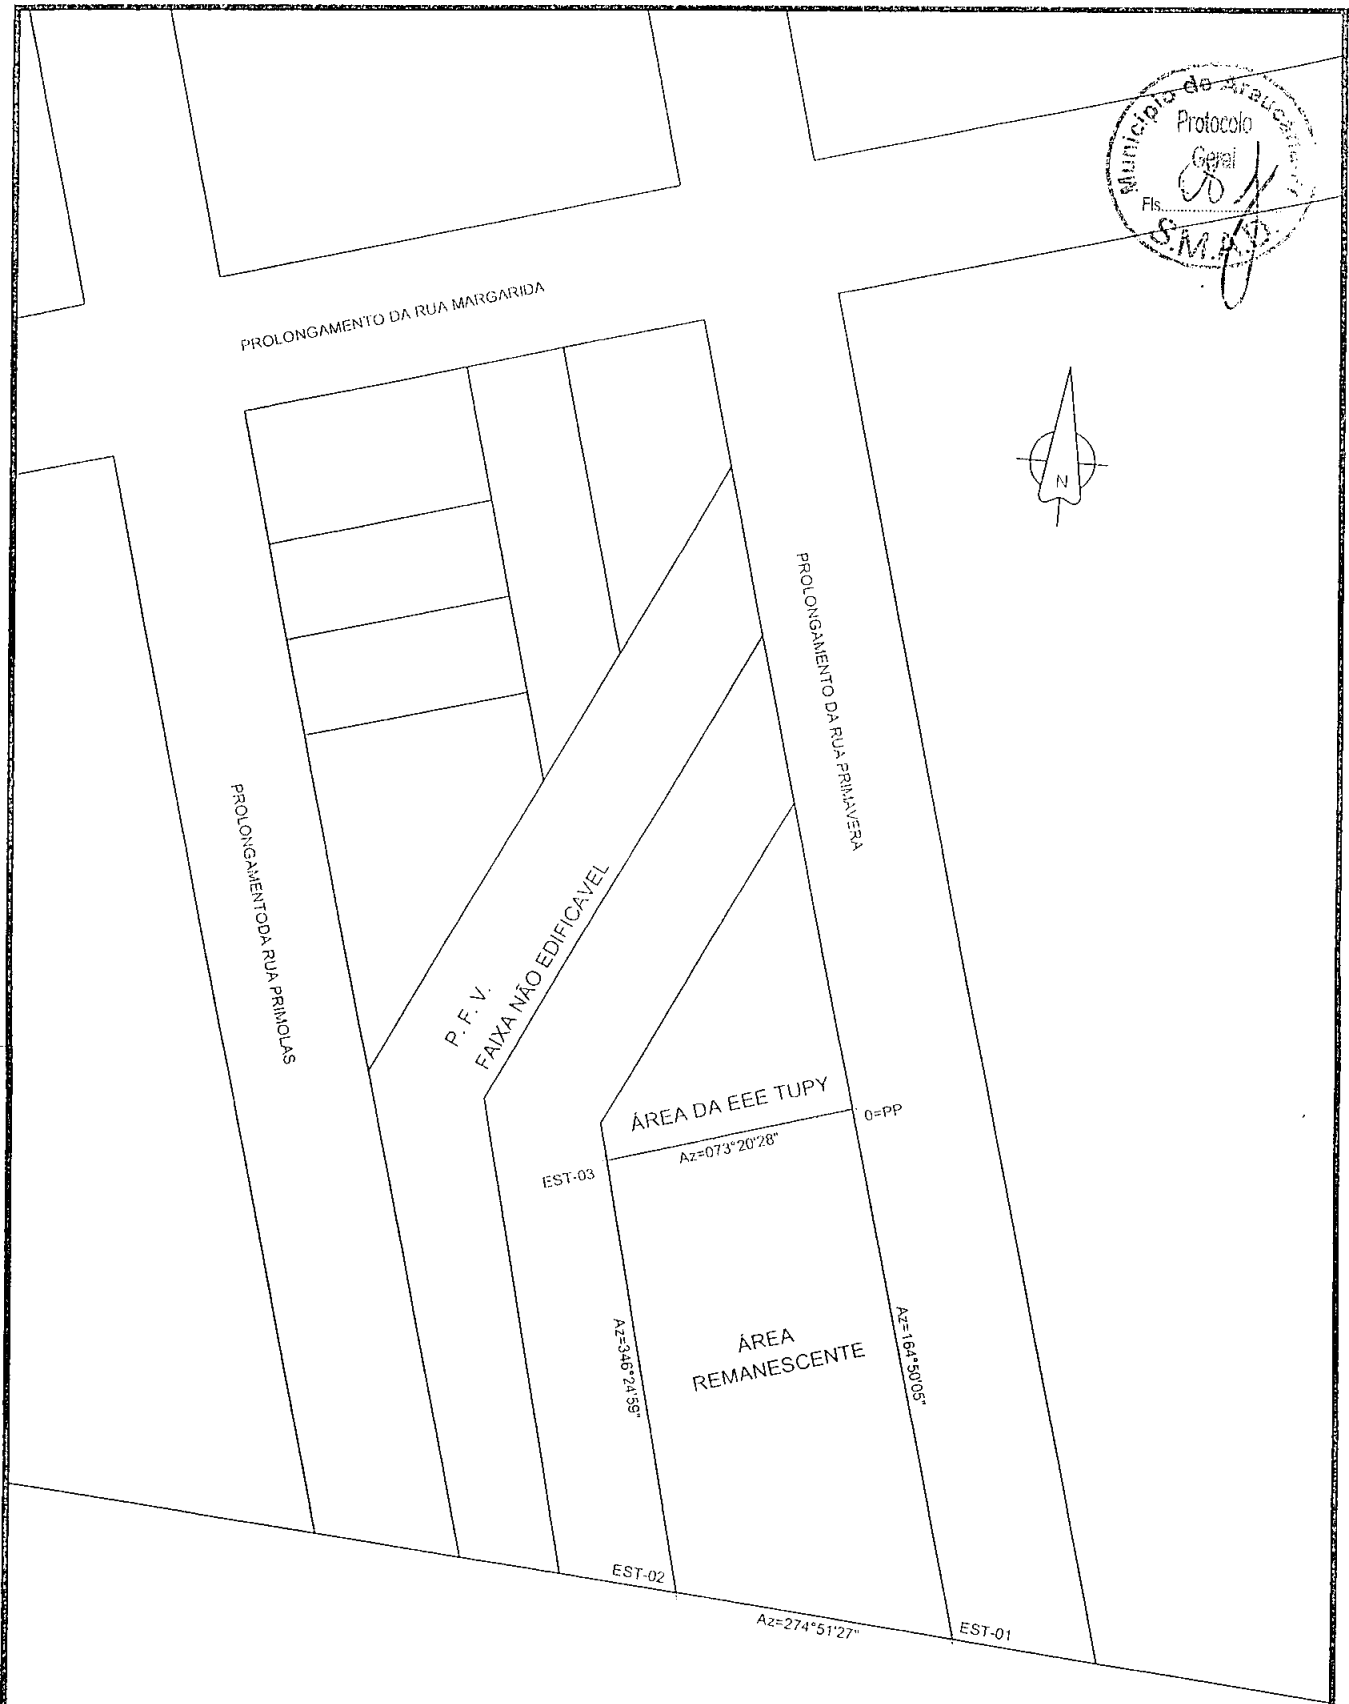 Município de Araucária
Protocolo
Geral
Fls.
S.M.A.D.
PROLONGAMENTO DA RUA MARGARIDA
N
PROLONGAMENTO DA RUA PRIMAVERA
PROLONGAMENTODA RUA PRIMOLAS
P. F. V.
FAIXA NÃO EDIFICAVEL
ÁREA DA EEE TUPY
0=PP
Az=073°20'28"
EST-03
Az=346°24'59"
ÁREA
REMANESCENTE
Az=164°50'05"
EST-02
Az=274°51'27"
EST-01